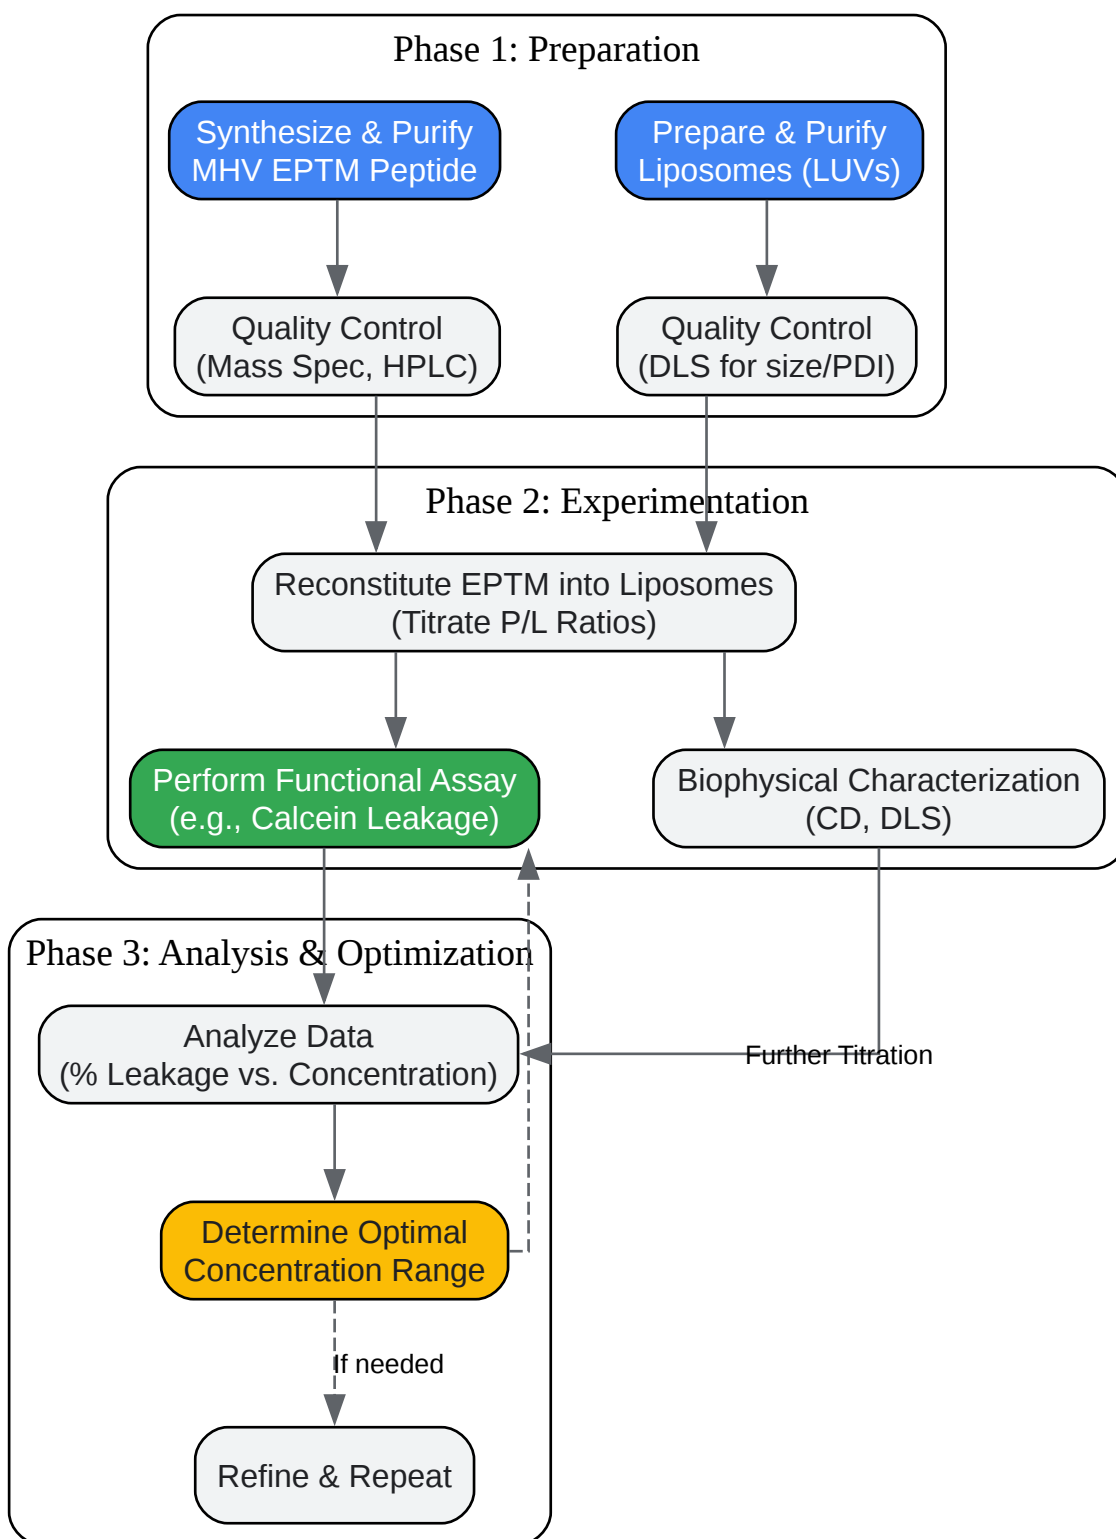 Phase 1: Preparation
Synthesize & Purify
MHV EPTM Peptide
Prepare & Purify
Liposomes (LUVs)
Quality Control
(Mass Spec, HPLC)
Quality Control
(DLS for size/PDI)
Phase 2: Experimentation
Reconstitute EPTM into Liposomes
(Titrate P/L Ratios)
Perform Functional Assay
(e.g., Calcein Leakage)
Biophysical Characterization
(CD, DLS)
Phase 3: Analysis & Optimization
Analyze Data
(% Leakage vs. Concentration)
Further Titration
Determine Optimal
Concentration Range
If needed
Refine & Repeat